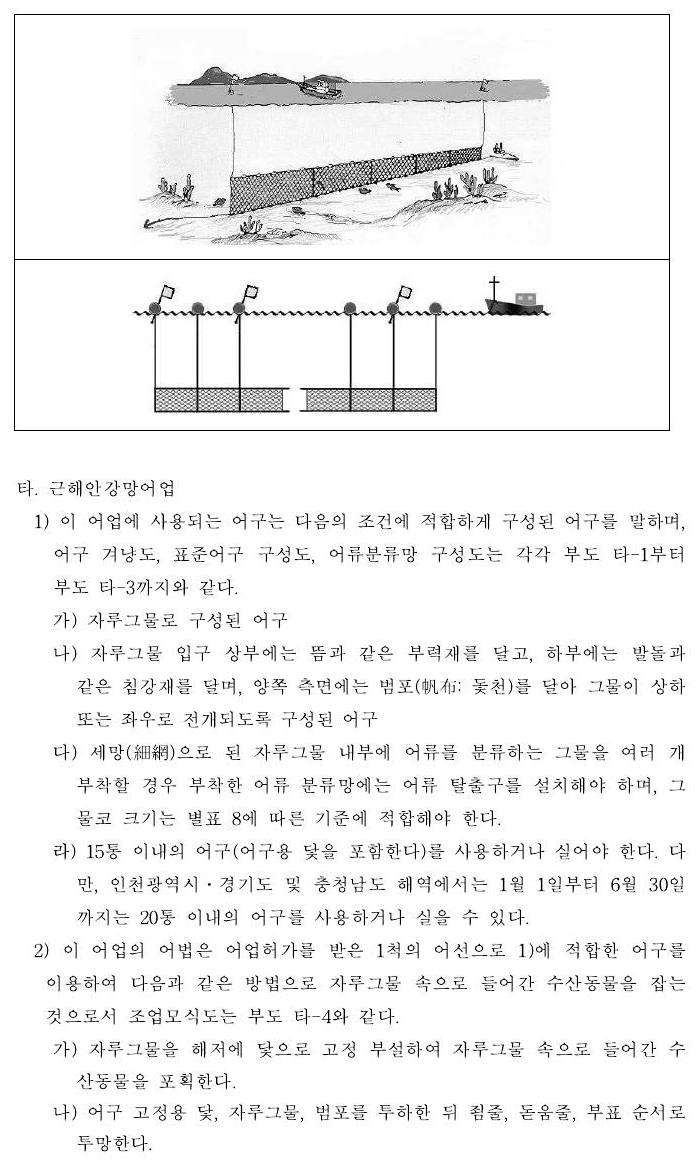 타. 근해안강망어업
1) 이 어업에 사용되는 어구는 다음의 조건에 적합하게 구성된 어구를 말하며,
어구 겨냥도, 표준어구 구성도, 어류분류망 구성도는 각각 부도 타-1부터
부도 타-3까지와 같다.
가) 자루그물로 구성된 어구
나) 자루그물 입구 상부에는 뜸과 같은 부력재를 달고, 하부에는 발돌과
같은 침강재를 달며, 양쪽 측면에는 범포(帆布: 돛천)를 달아 그물이 상하
또는 좌우로 전개되도록 구성된 어구
다) 세망(細網)으로 된 자루그물 내부에 어류를 분류하는 그물을 여러 개
부착할 경우 부착한 어류 분류망에는 어류 탈출구를 설치해야 하며, 그
물코 크기는 별표 8에 따른 기준에 적합해야 한다.
라) 15통 이내의 어구(어구용 닻을 포함한다)를 사용하거나 실어야 한다. 다
만, 인천광역시·경기도 및 충청남도 해역에서는 1월 1일부터 6월 30일
까지는 20통 이내의 어구를 사용하거나 실을 수 있다.
2) 이 어업의 어법은 어업허가를 받은 1척의 어선으로 1)에 적합한 어구를
이용하여 다음과 같은 방법으로 자루그물 속으로 들어간 수산동물을 잡는
것으로서 조업모식도는 부도 타-4와 같다.
가) 자루그물을 해저에 닻으로 고정 부설하여 자루그물 속으로 들어간 수
산동물을 포획한다.
나) 어구 고정용 닻, 자루그물, 범포를 투하한 뒤 죔줄, 돋움줄, 부표 순서로
투망한다.